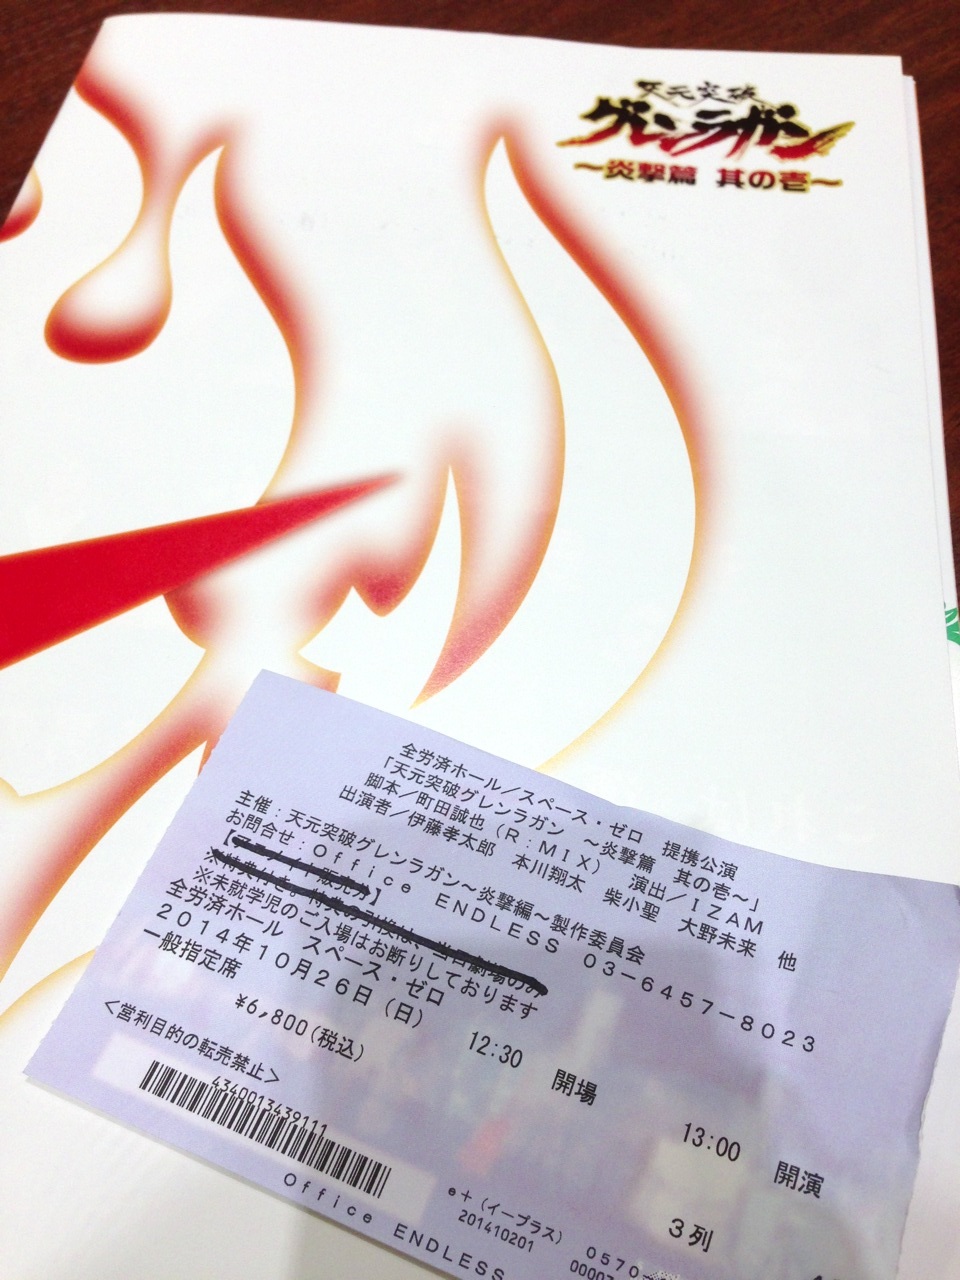 天元突破
グレンラガン
～炎撃篇 其の壱～
全労済ホール／スペース・ゼロ 提携公演
「天元突破グレンラガン ～炎撃篇 其の壱～」
脚本／町田誠也（R：MIX） 演出／IZAM
出演者／伊藤孝太郎 本川翔太 柴小聖 大野未来 他
主催：天元突破グレンラガン～炎撃編～製作委員会
お問合せ：Office ENDLESS 03－6457－8023
※未就学児のご入場はお断りしております
全労済ホール スペース・ゼロ
2014年10月26日（日） 12:30 開場 13:00 開演
一般指定席 3列
¥6,800(税込)
＜営利目的の転売禁止＞
4340013439111
Office ENDLESS
e＋（イープラス） 0570
201410201